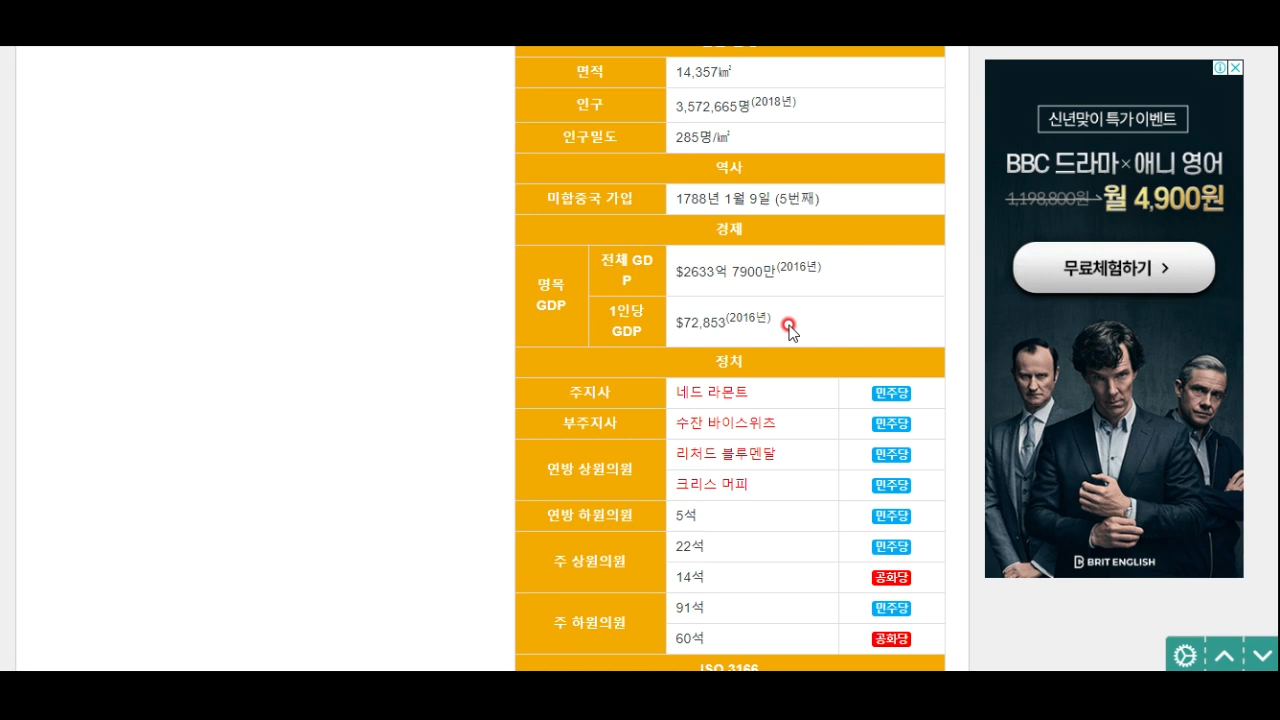 면적 14,357㎢
인구 3,572,665명(2018년)
인구밀도 285명/㎢
역사
미합중국 가입 1788년 1월 9일 (5번째)
경제
명목
GDP
전체 GD
P
$2633억 7900만(2016년)
1인당
GDP
$72,853(2016년)
정치
주지사 네드 라몬트 민주당
부주지사 수잔 바이스위츠 민주당
연방 상원의원
리처드 블루멘달 민주당
크리스 머피 민주당
연방 하원의원 5석 민주당
주 상원의원
22석 민주당
14석 공화당
주 하원의원
91석 민주당
60석 공화당
ISO 3166
신년맞이 특가 이벤트
BBC 드라마×애니 영어
1,198,800원 월 4,900원
무료체험하기 >
BRIT ENGLISH